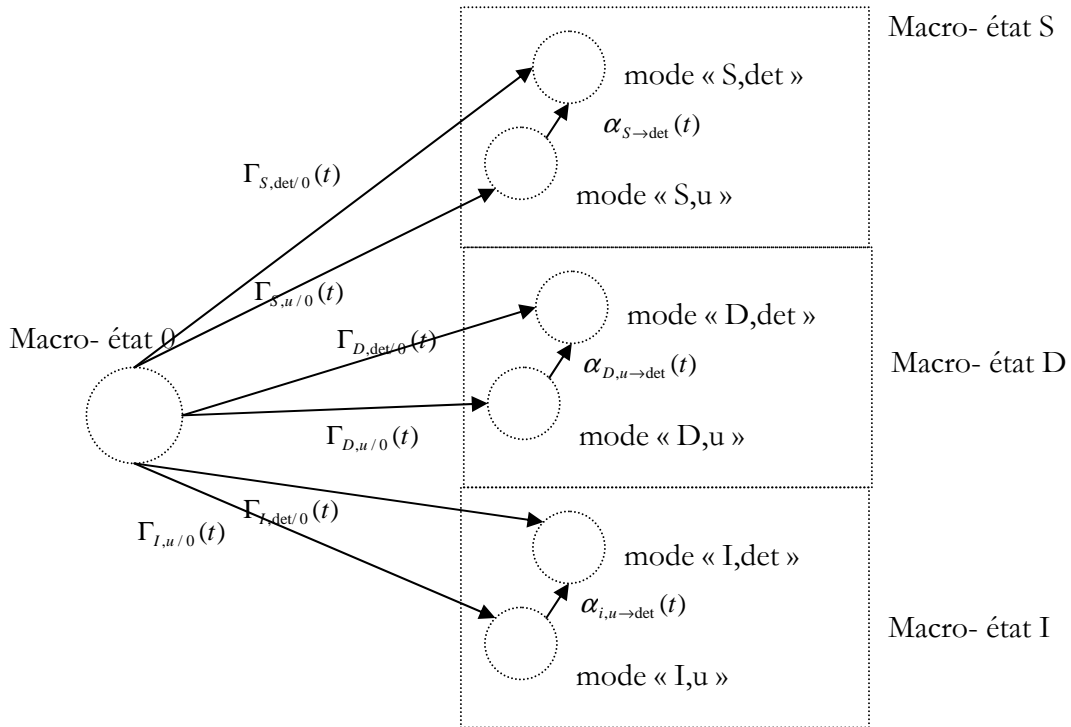 Macro- état S
mode « S,det »
α_{S→det}(t)
Γ_{S,det/0}(t)
mode « S,u »
Γ_{S,u/0}(t)
mode « D,det »
Macro- état 0
Γ_{D,det/0}(t)
α_{D,u→det}(t)
Macro- état D
Γ_{D,u/0}(t)
mode « D,u »
Γ_{I,det/0}(t)
Γ_{I,u/0}(t)
mode « I,det »
α_{i,u→det}(t)
Macro- état I
mode « I,u »